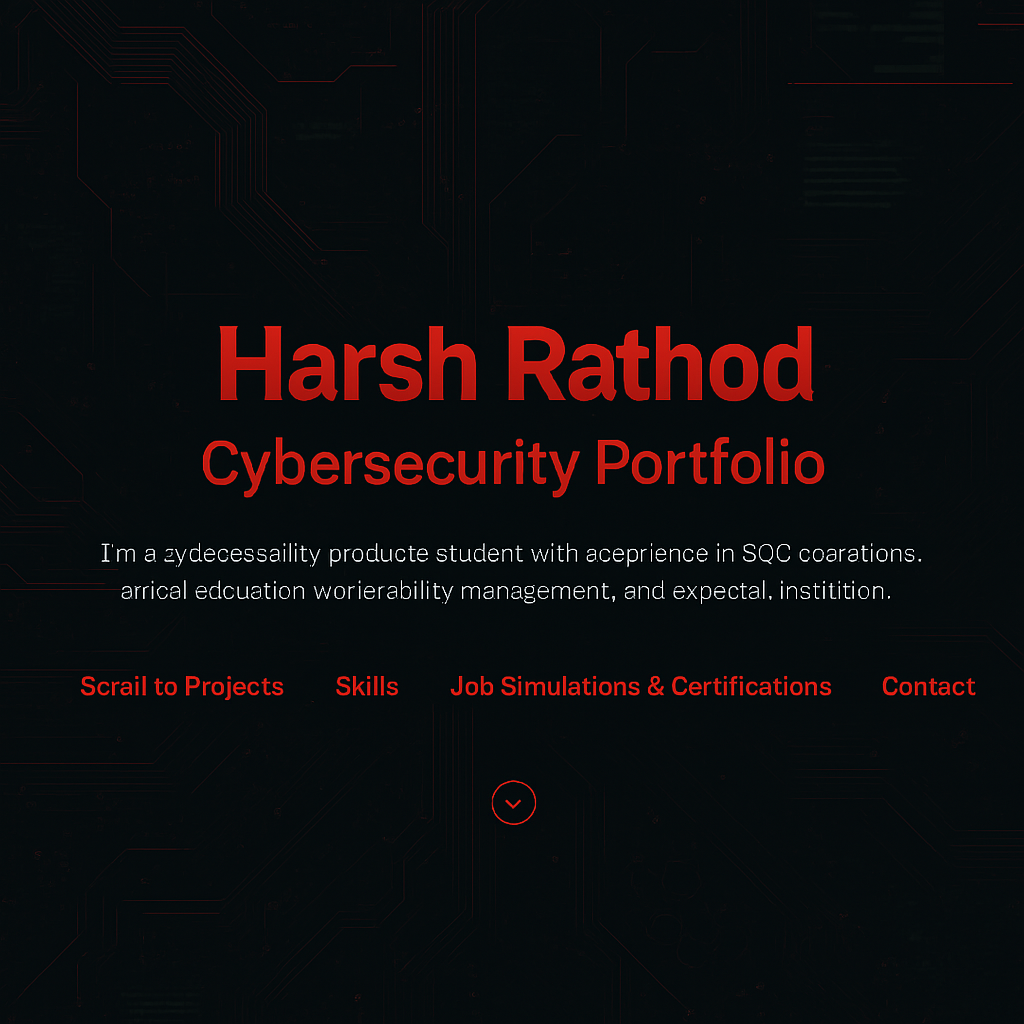 Harsh Rathod
Cybersecurity Portfolio
I'm a zydecessaility producte student with aceprience in SQC coarations.
arrical edcuation worierability management, and expectal, institition.
Scrail to Projects Skills Job Simulations & Certifications Contact